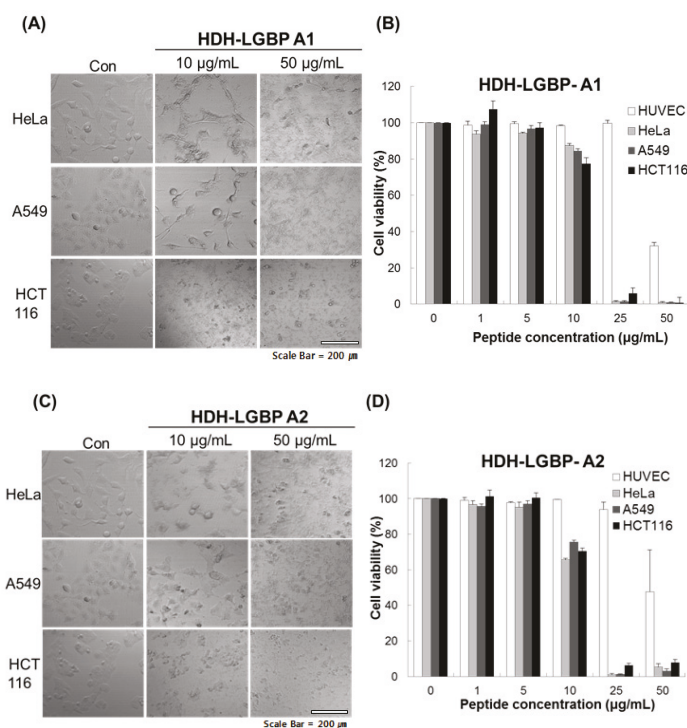 (A)
HDH-LGBP A1
Con
10 µg/mL
50 µg/mL
HeLa
A549
HCT
116
Scale Bar = 200 ㎛
(B)
HDH-LGBP- A1
HUVEC
HeLa
A549
HCT116
Cell viability (%)
120
100
80
60
40
20
0
0 1 5 10 25 50
Peptide concentration (µg/mL)
(C)
HDH-LGBP A2
Con
10 µg/mL
50 µg/mL
HeLa
A549
HCT
116
Scale Bar = 200 ㎛
(D)
HDH-LGBP- A2
HUVEC
HeLa
A549
HCT116
Cell viability (%)
120
100
80
60
40
20
0
0 1 5 10 25 50
Peptide concentration (µg/mL)